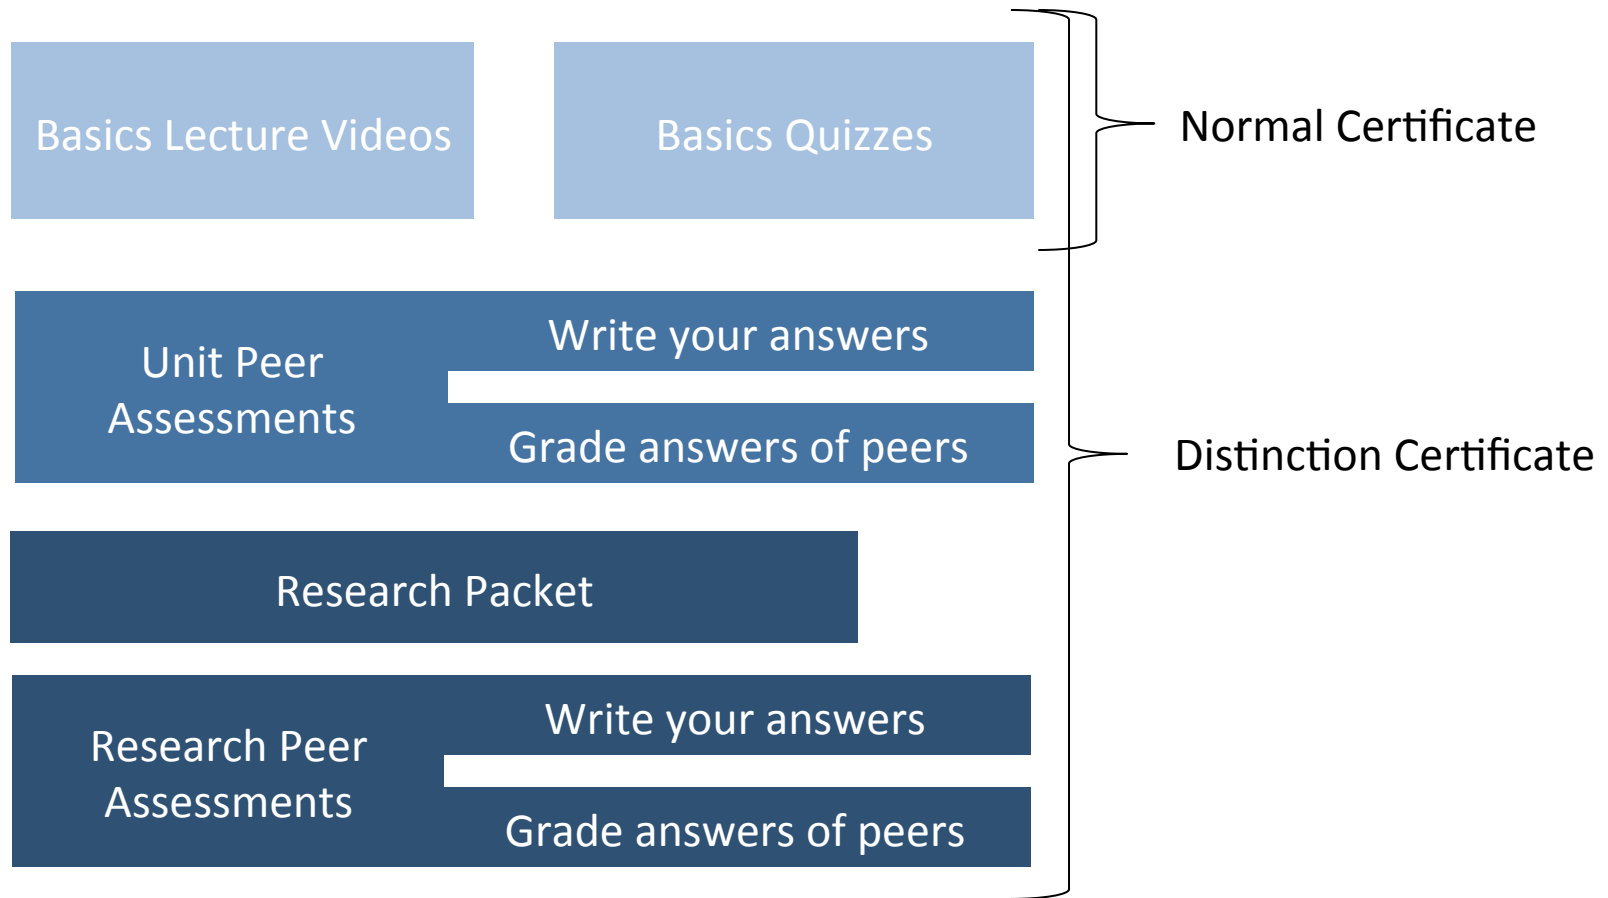 Basics Lecture Videos
Basics Quizzes
Normal Certificate
Unit Peer
Assessments
Write your answers
Grade answers of peers
Distinction Certificate
Research Packet
Research Peer
Assessments
Write your answers
Grade answers of peers